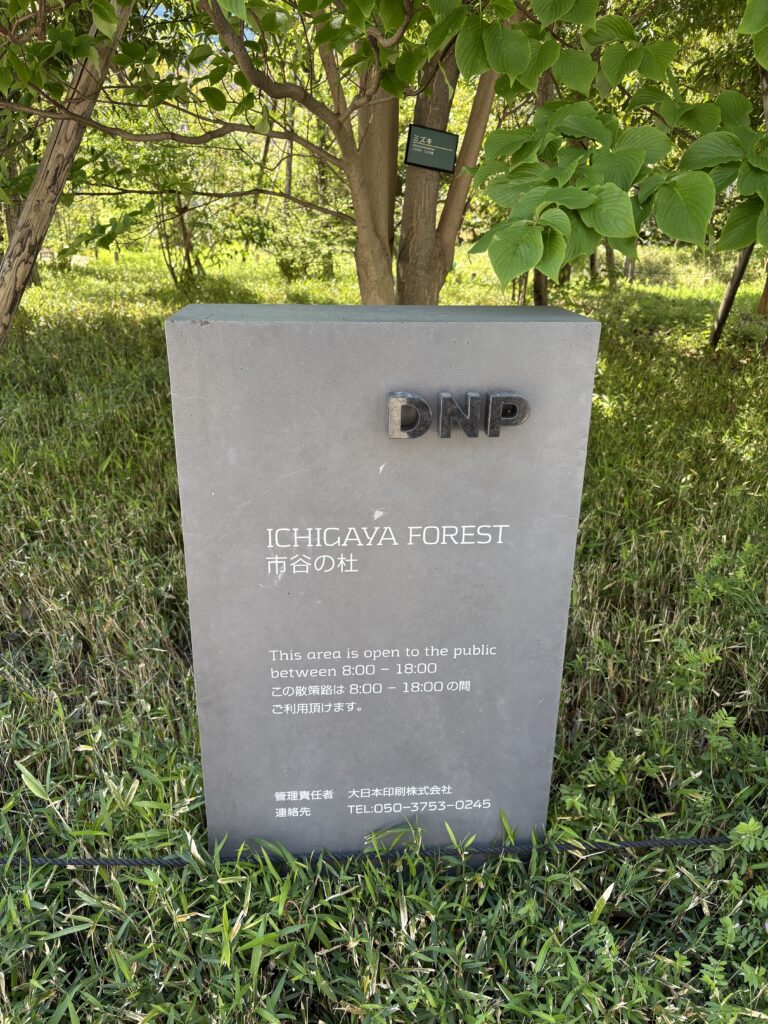 ミズキ
DNP
ICHIGAYA FOREST
市谷の杜
This area is open to the public
between 8:00 – 18:00
この散策路は 8:00 – 18:00 の間
ご利用頂けます。
管理責任者 大日本印刷株式会社
連絡先 TEL:050–3753–0245